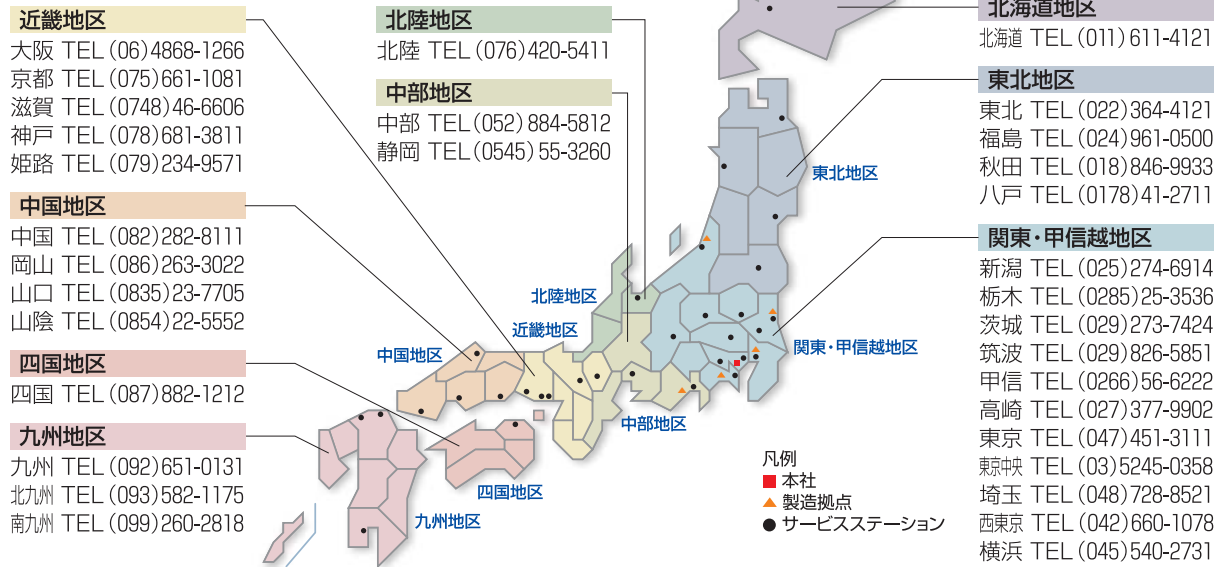 近畿地区
大阪 TEL (06)4868-1266
京都 TEL (075)661-1081
滋賀 TEL (0748)46-6606
神戸 TEL (078)681-3811
姫路 TEL (079)234-9571
中国地区
中国 TEL (082)282-8111
岡山 TEL (086)263-3022
山口 TEL (0835)23-7705
山陰 TEL (0854)22-5552
四国地区
四国 TEL (087)882-1212
九州地区
九州 TEL (092)651-0131
北九州 TEL (093)582-1175
南九州 TEL (099)260-2818
北陸地区
北陸 TEL (076)420-5411
中部地区
中部 TEL (052)884-5812
静岡 TEL (0545)55-3260
北海道地区
北海道 TEL (011)611-4121
東北地区
東北 TEL (022)364-4121
福島 TEL (024)961-0500
秋田 TEL (018)846-9933
八戸 TEL (0178)41-2711
関東・甲信越地区
新潟 TEL (025)274-6914
栃木 TEL (0285)25-3536
茨城 TEL (029)273-7424
筑波 TEL (029)826-5851
甲信 TEL (0266)56-6222
高崎 TEL (027)377-9902
東京 TEL (047)451-3111
東京中央 TEL (03)5245-0358
埼玉 TEL (048)728-8521
西東京 TEL (042)660-1078
横浜 TEL (045)540-2731
東北地区
北陸地区
近畿地区
中国地区
関東・甲信越地区
中部地区
四国地区
九州地区
凡例
本社
製造拠点
サービスステーション